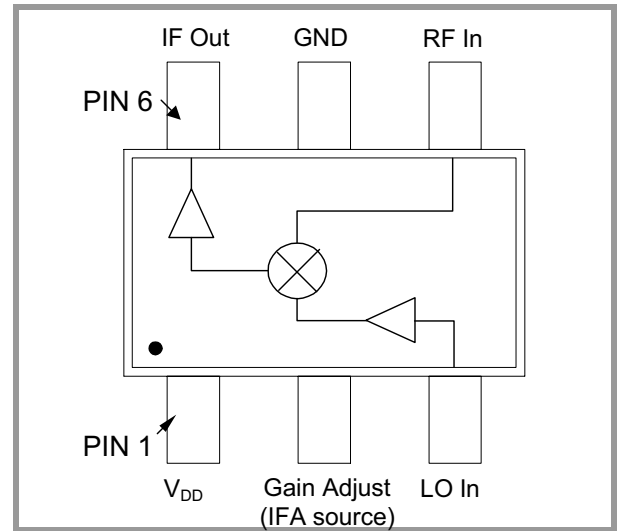 IF Out GND RF In
PIN 6
PIN 1
VDD Gain Adjust LO In
(IFA source)